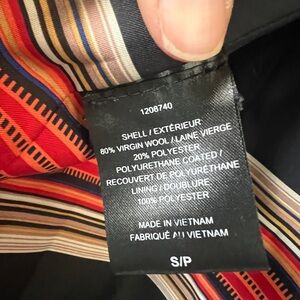 1208740
SHELL / EXTÉRIEUR
80% VIRGIN WOOL / LAINE VIERGE
20% POLYESTER
POLYURETHANE COATED /
RECOUVERT DE POLYURÉTHANE
LINING / DOUBLURE
100% POLYESTER
MADE IN VIETNAM
FABRIQUÉ AU VIETNAM
S/P